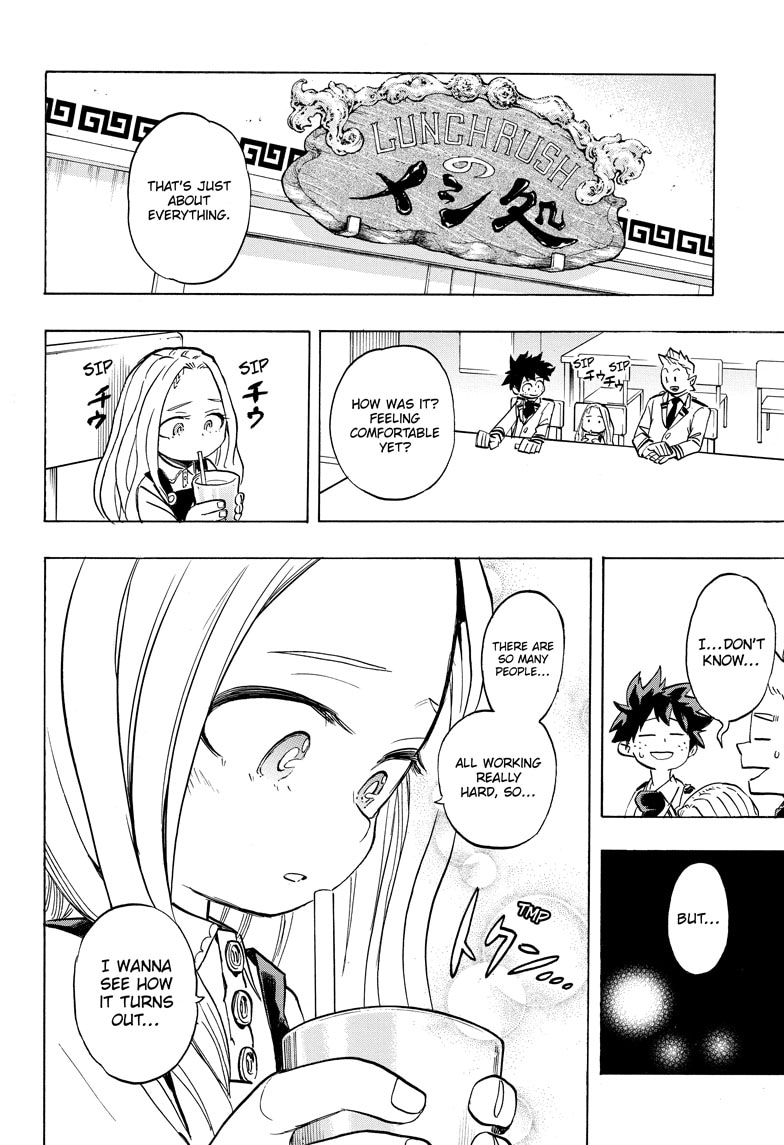 LUNCHRUSH
の
メシ処
THAT'S JUST
ABOUT
EVERYTHING.
HOW WAS IT?
FEELING
COMFORTABLE
YET?
SIP
チウ
SIP
チウ
SIP
チウ
SIP
チウ
I...DON'T
KNOW...
BUT...
THERE ARE
SO MANY
PEOPLE...
ALL WORKING
REALLY
HARD, SO...
TMP
トクン...
I WANNA
SEE HOW
IT TURNS
OUT...